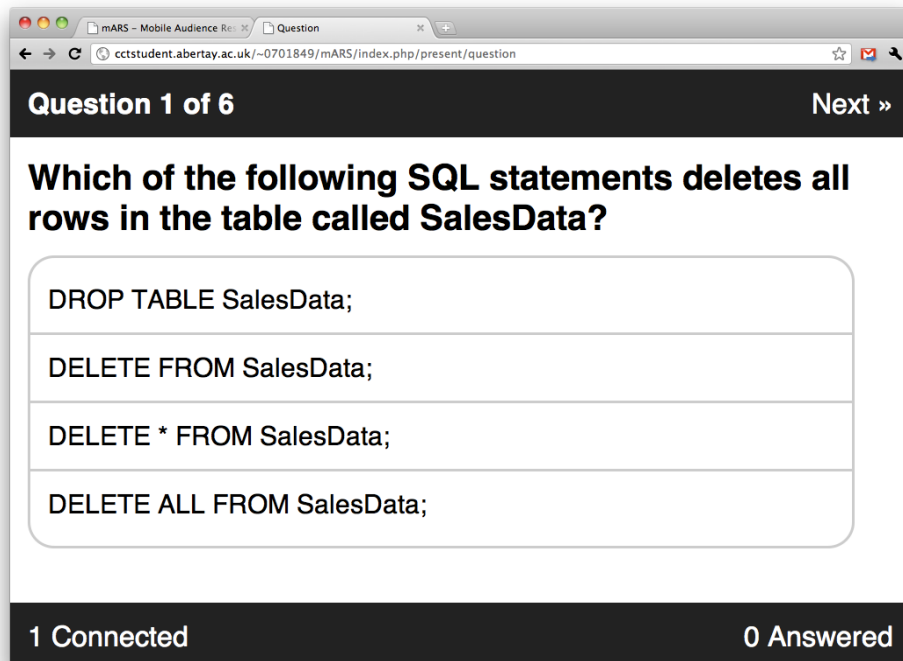 mARS – Mobile Audience Res
Question
cctstudent.abertay.ac.uk/~0701849/mARS/index.php/present/question
Question 1 of 6
Next »
Which of the following SQL statements deletes all
rows in the table called SalesData?
DROP TABLE SalesData;
DELETE FROM SalesData;
DELETE * FROM SalesData;
DELETE ALL FROM SalesData;
1 Connected
0 Answered